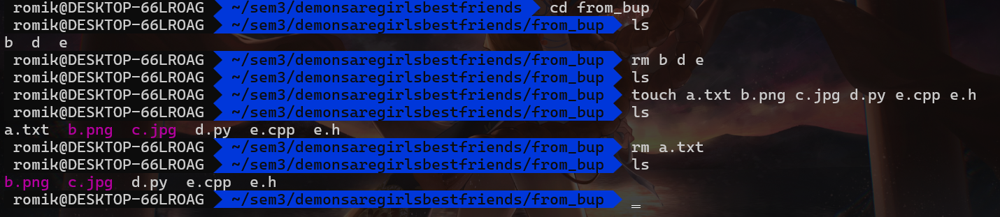 romik@DESKTOP-66LROAG ~/sem3/demonsaregirlsbestfriends cd from_bup
romik@DESKTOP-66LROAG ~/sem3/demonsaregirlsbestfriends/from_bup ls
b  d  e
romik@DESKTOP-66LROAG ~/sem3/demonsaregirlsbestfriends/from_bup rm b d e
romik@DESKTOP-66LROAG ~/sem3/demonsaregirlsbestfriends/from_bup ls
romik@DESKTOP-66LROAG ~/sem3/demonsaregirlsbestfriends/from_bup touch a.txt b.png c.jpg d.py e.cpp e.h
romik@DESKTOP-66LROAG ~/sem3/demonsaregirlsbestfriends/from_bup ls
a.txt  b.png  c.jpg  d.py  e.cpp  e.h
romik@DESKTOP-66LROAG ~/sem3/demonsaregirlsbestfriends/from_bup rm a.txt
romik@DESKTOP-66LROAG ~/sem3/demonsaregirlsbestfriends/from_bup ls
b.png  c.jpg  d.py  e.cpp  e.h
romik@DESKTOP-66LROAG ~/sem3/demonsaregirlsbestfriends/from_bup